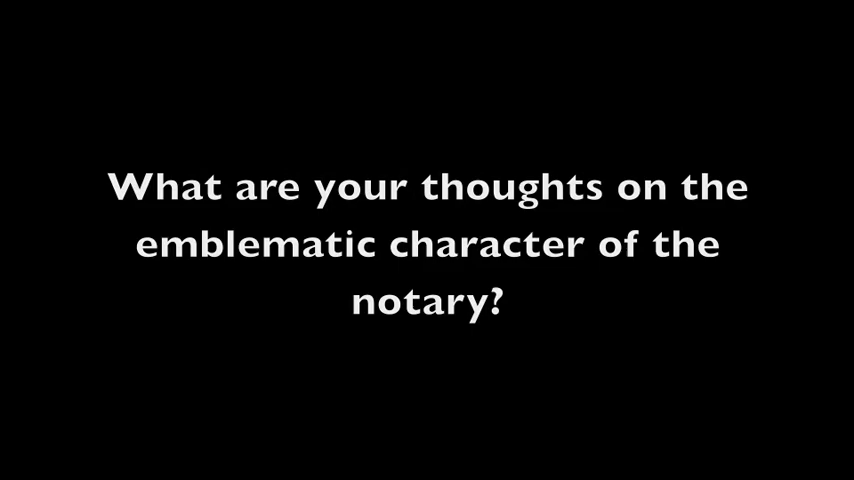 What are your thoughts on the
emblematic character of the
notary?